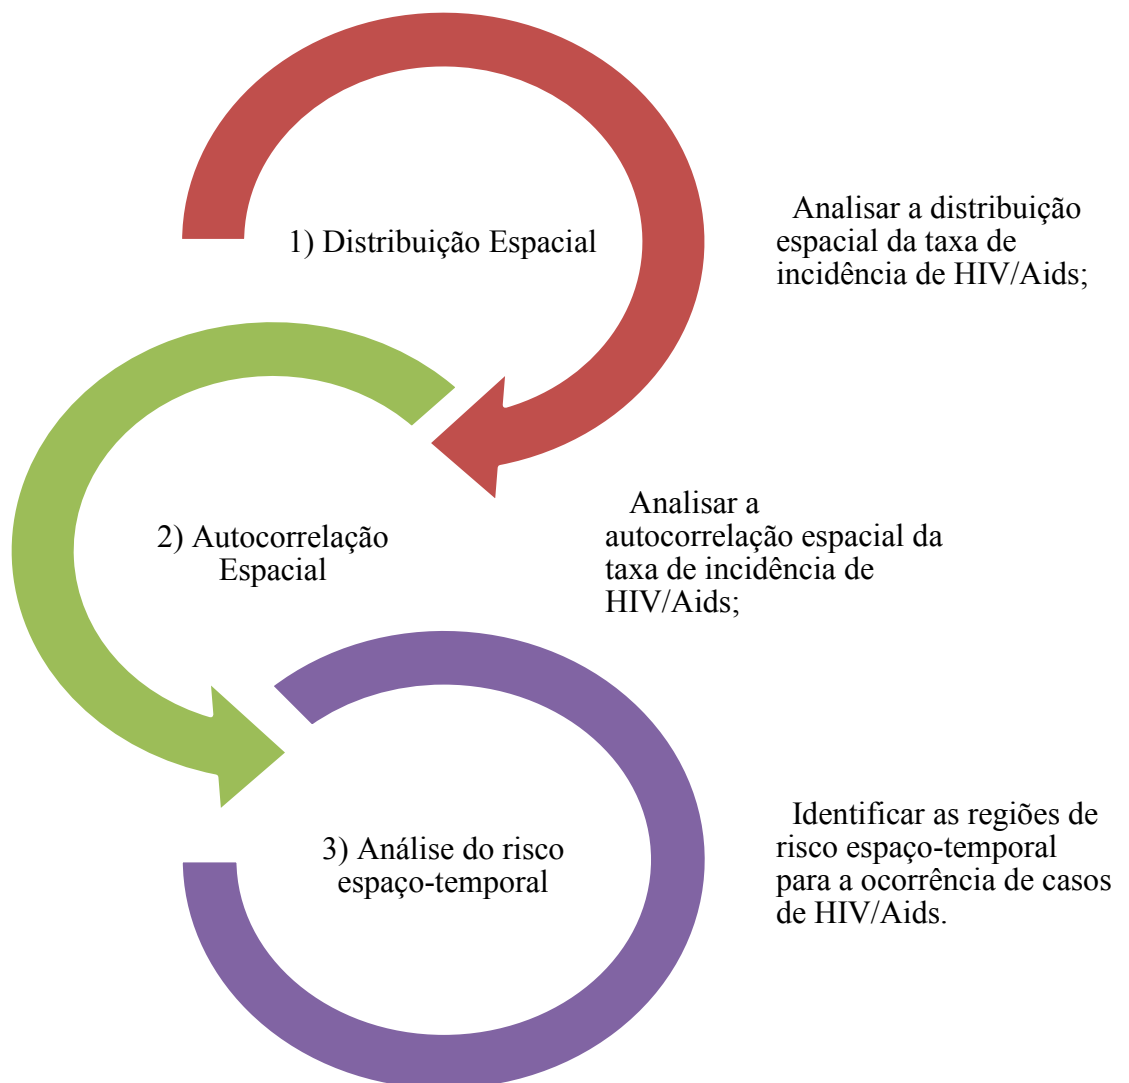 1) Distribuição Espacial
Analisar a distribuição
espacial da taxa de
incidência de HIV/Aids;
2) Autocorrelação
Espacial
Analisar a
autocorrelação espacial da
taxa de incidência de
HIV/Aids;
3) Análise do risco
espaço-temporal
Identificar as regiões de
risco espaço-temporal
para a ocorrência de casos
de HIV/Aids.